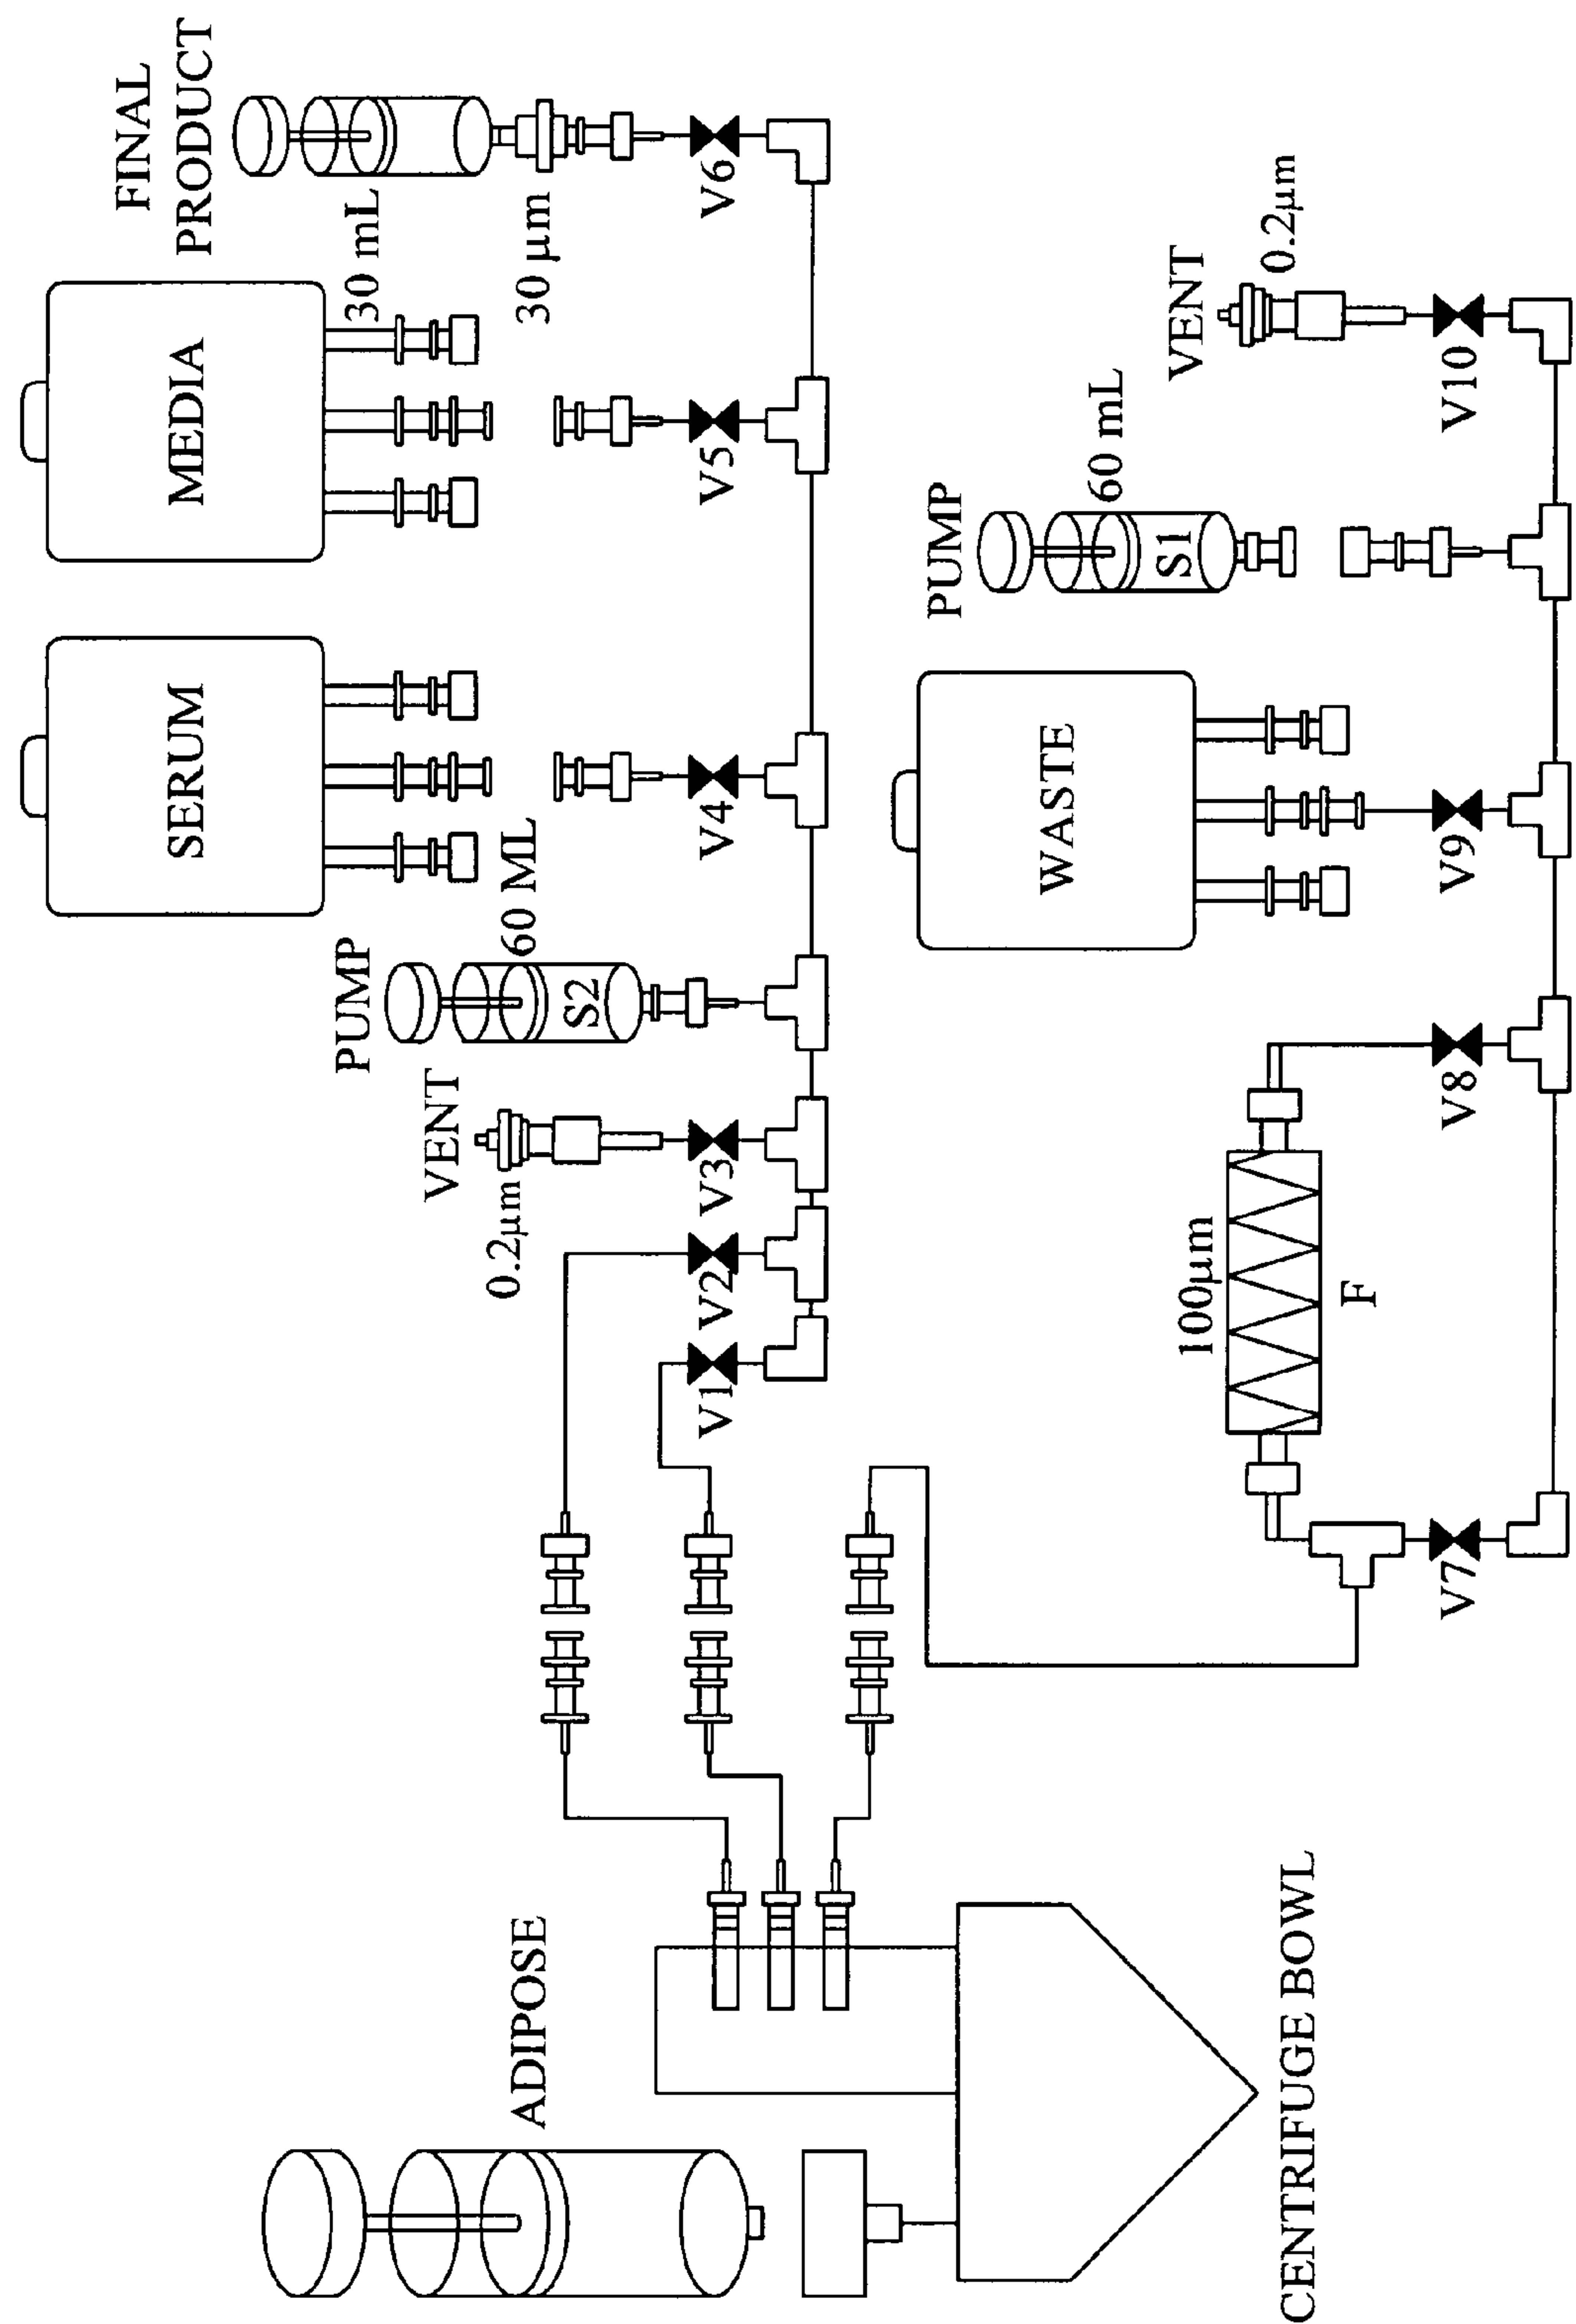 FINAL
PRODUCT
MEDIA
30 mL
30 μm
V6
V5
SERUM
V4
PUMP
60 ML
S2
VENT
0.2μm
V3
V2
V1
ADIPOSE
CENTRIFUGE BOWL
VENT
0.2μm
V10
PUMP
60 mL
S1
WASTE
V9
V8
100μm
F
V7